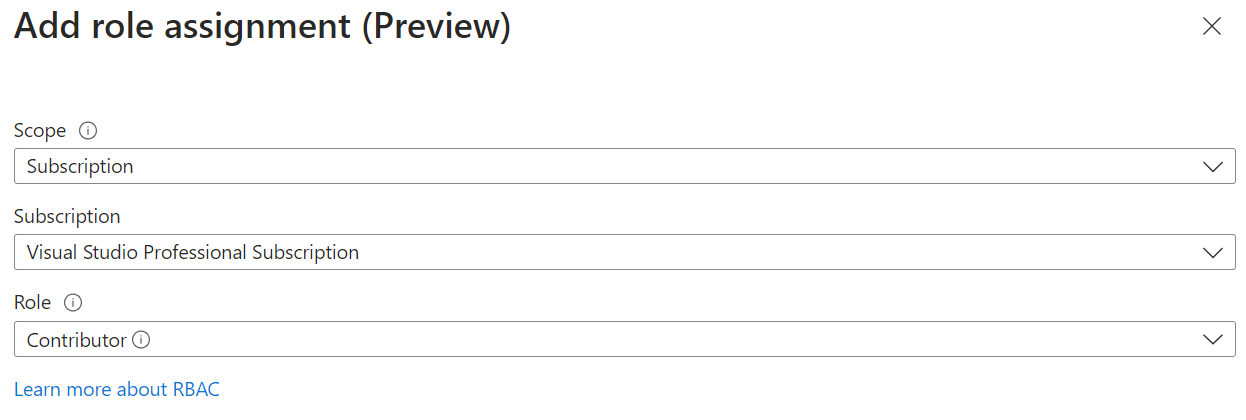 Add role assignment (Preview)
Scope
Subscription
Subscription
Visual Studio Professional Subscription
Role
Contributor
Learn more about RBAC